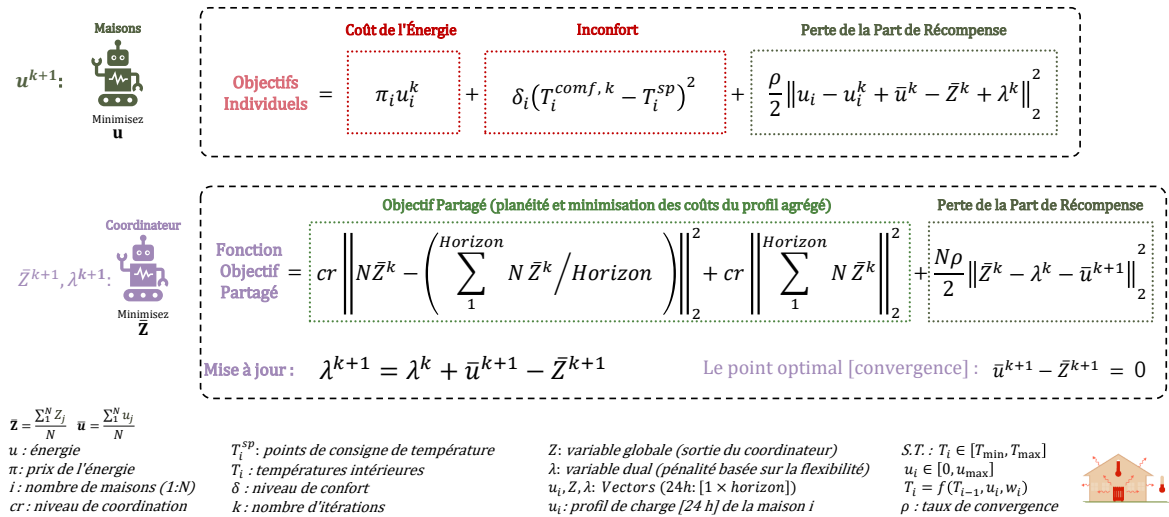 Maisons
u^{k+1}:
Minimisez
u
Coût de l'Énergie
Inconfort
Perte de la Part de Récompense
Objectifs Individuels = π_i u_i^k + δ_i(T_i^{comf, k} − T_i^{sp})^2 + ρ/2 ‖u_i − u_i^k + ū^k − Z̄^k + λ^k‖_2^2
Coordinateur
Z̄^{k+1}, λ^{k+1}:
Minimisez
Z̄
Objectif Partagé (planéité et minimisation des coûts du profil agrégé)
Perte de la Part de Récompense
Fonction Objectif Partagé = cr ‖NZ̄^k − (∑_1^{Horizon} N Z̄^k / Horizon)‖_2^2 + cr ‖∑_1^{Horizon} N Z̄^k‖_2^2 + Nρ/2 ‖Z̄^k − λ^k − ū^{k+1}‖_2^2
Mise à jour : λ^{k+1} = λ^k + ū^{k+1} − Z̄^{k+1}
Le point optimal [convergence] : ū^{k+1} − Z̄^{k+1} = 0
Z̄ = ∑_1^N Z_j / N ū = ∑_1^N u_j / N
u : énergie
π: prix de l'énergie
i : nombre de maisons (1:N)
cr : niveau de coordination
T_i^{sp}: points de consigne de température
T_i : températures intérieures
δ : niveau de confort
k : nombre d'itérations
Z: variable globale (sortie du coordinateur)
λ: variable dual (pénalité basée sur la flexibilité)
u_i, Z, λ: Vectors (24h: [1 × horizon])
u_i: profil de charge [24 h] de la maison i
S.T.: T_i ∈ [T_min, T_max]
u_i ∈ [0, u_max]
T_i = f(T_{i−1}, u_i, w_i)
ρ : taux de convergence